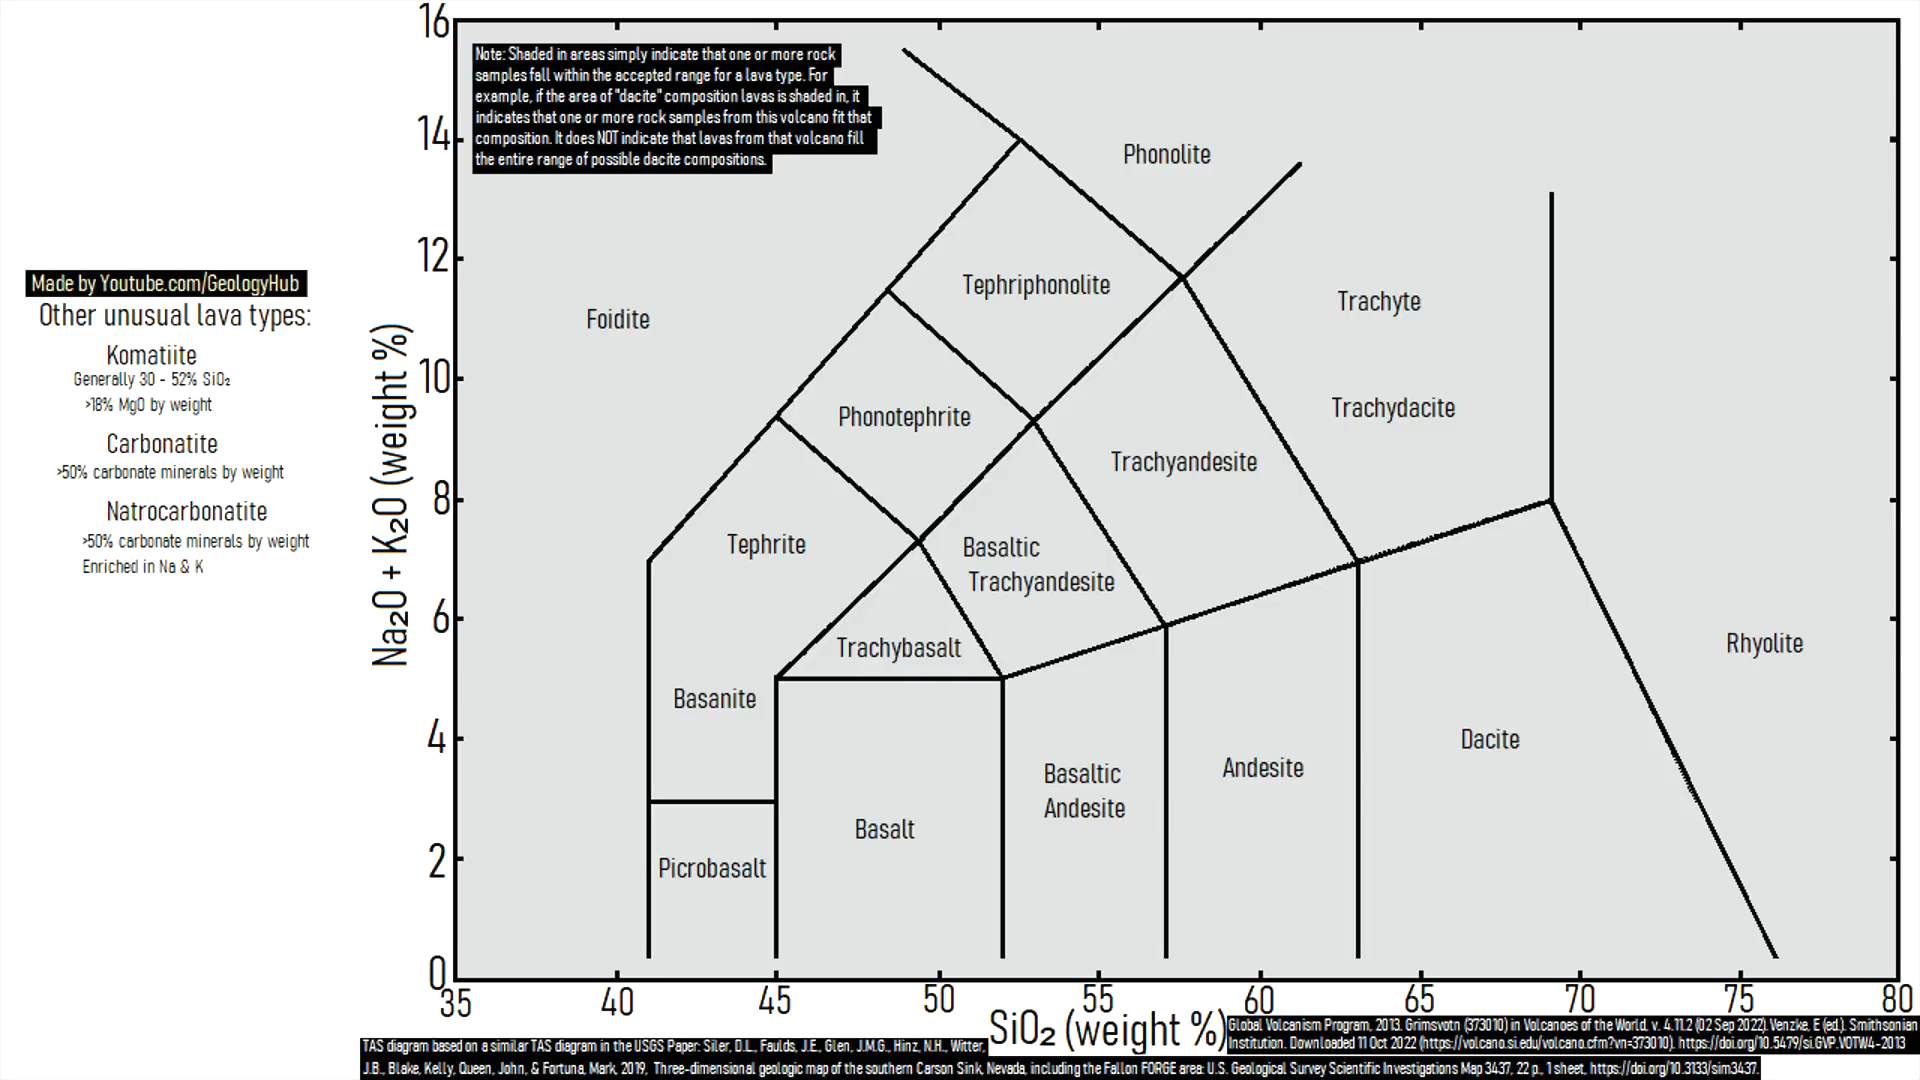 16
Note: Shaded in areas simply indicate that one or more rock
samples fall within the accepted range for a lava type. For
example, if the area of "dacite" composition lavas is shaded in, it
indicates that one or more rock samples from this volcano fit that
composition. It does NOT indicate that lavas from that volcano fill
the entire range of possible dacite compositions.
14
Phonolite
12
Tephriphonolite
Trachyte
Foidite
Made by Youtube.com/GeologyHub
Other unusual lava types:
Komatiite
Generally 30 - 52% SiO₂
>18% MgO by weight
Carbonatite
>50% carbonate minerals by weight
Natrocarbonatite
>50% carbonate minerals by weight
Enriched in Na & K
Na₂O + K₂O (weight %)
10
Phonotephrite
Trachydacite
Trachyandesite
8
Tephrite
Basaltic
Trachyandesite
6
Trachybasalt
Rhyolite
Basanite
4
Dacite
Basaltic
Andesite
Andesite
Basalt
2
Picrobasalt
0
35 40 45 50 55 60 65 70 75 80
SiO₂ (weight %)
Global Volcanism Program, 2013. Grimsvotn (373010) in Volcanoes of the World, v. 4.11.2 (02 Sep 2022). Venzke, E (ed.). Smithsonian
Institution. Downloaded 11 Oct 2022 (https://volcano.si.edu/volcano.cfm?vn=373010). https://doi.org/10.5479/si.GVP.VOTW4-2013
TAS diagram based on a similar TAS diagram in the USGS Paper: Siler, D.L., Faulds, J.E., Glen, J.M.G., Hinz, N.H., Witter,
J.B., Blake, Kelly, Queen, John, & Fortuna, Mark, 2019, Three-dimensional geologic map of the southern Carson Sink, Nevada, including the Fallon FORGE area: U.S. Geological Survey Scientific Investigations Map 3437, 22 p., 1 sheet, https://doi.org/10.3133/sim3437.